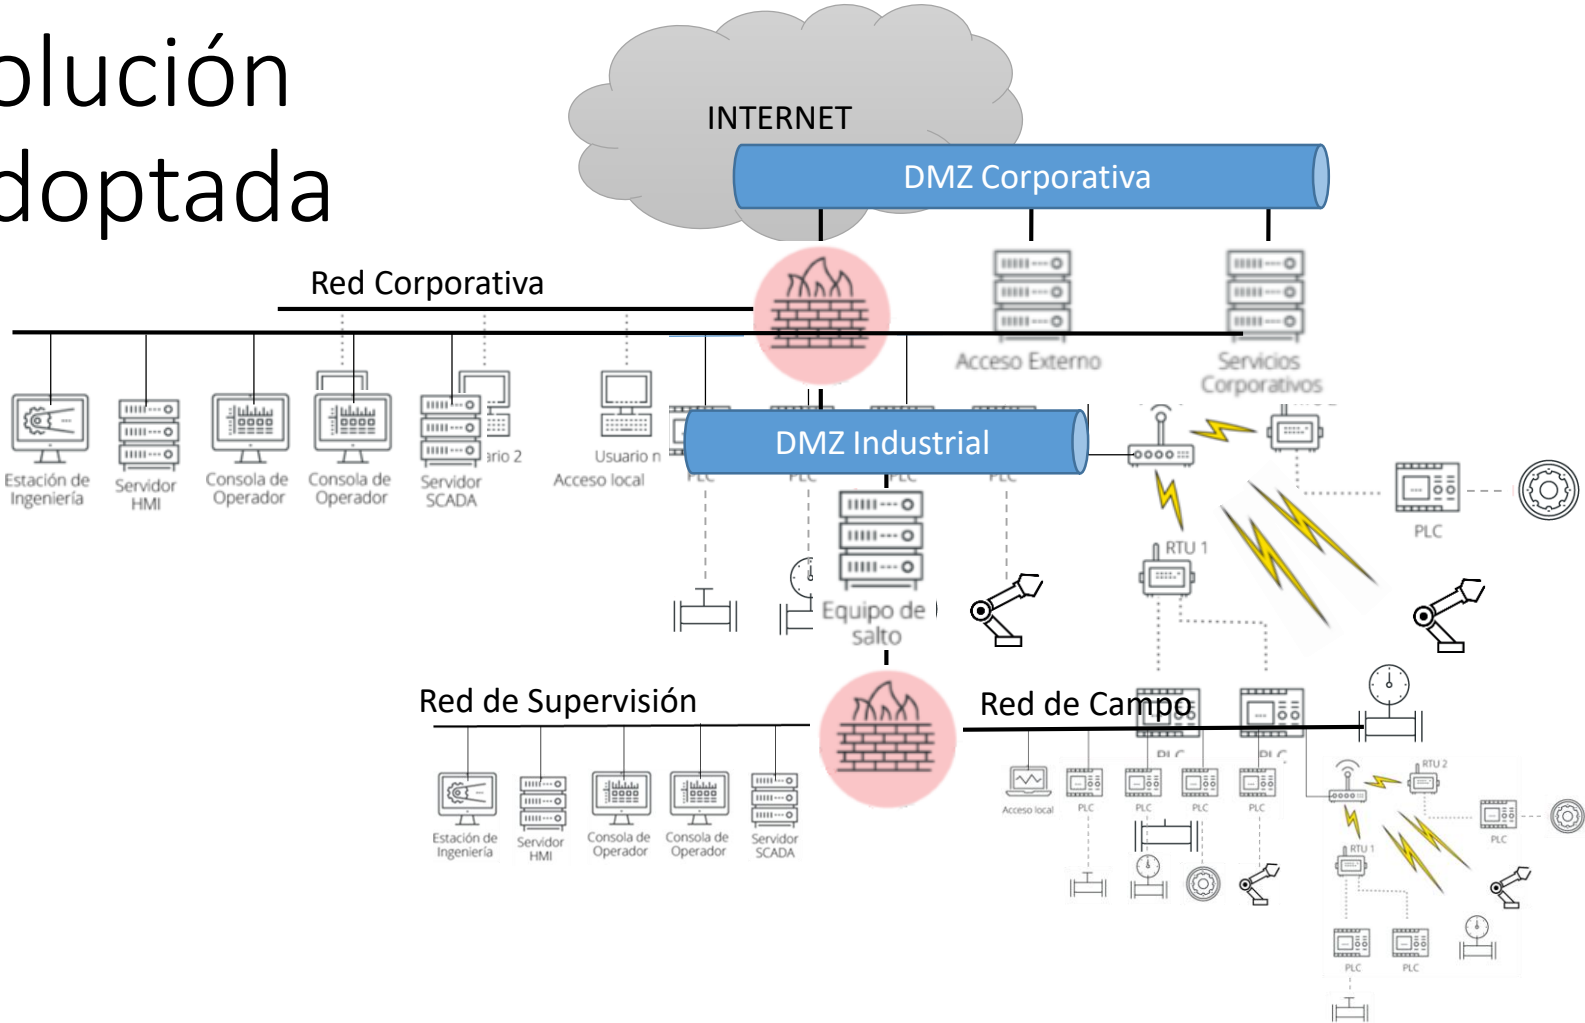 olución
doptada
INTERNET
DMZ Corporativa
Red Corporativa
Acceso Externo
Servicios
Corporativos
Estación de
Ingeniería
Servidor
HMI
Consola de
Operador
Consola de
Operador
Servidor
SCADA
ario 2
Usuario n
Acceso local
DMZ Industrial
PLC
PLC
PLC
PLC
PLC
RTU 1
Equipo de
salto
Red de Supervisión
Red de Campo
PLC
PLC
Estación de
Ingeniería
Servidor
HMI
Consola de
Operador
Consola de
Operador
Servidor
SCADA
Acceso local
PLC
PLC
PLC
PLC
RTU 2
PLC
RTU 1
PLC
PLC